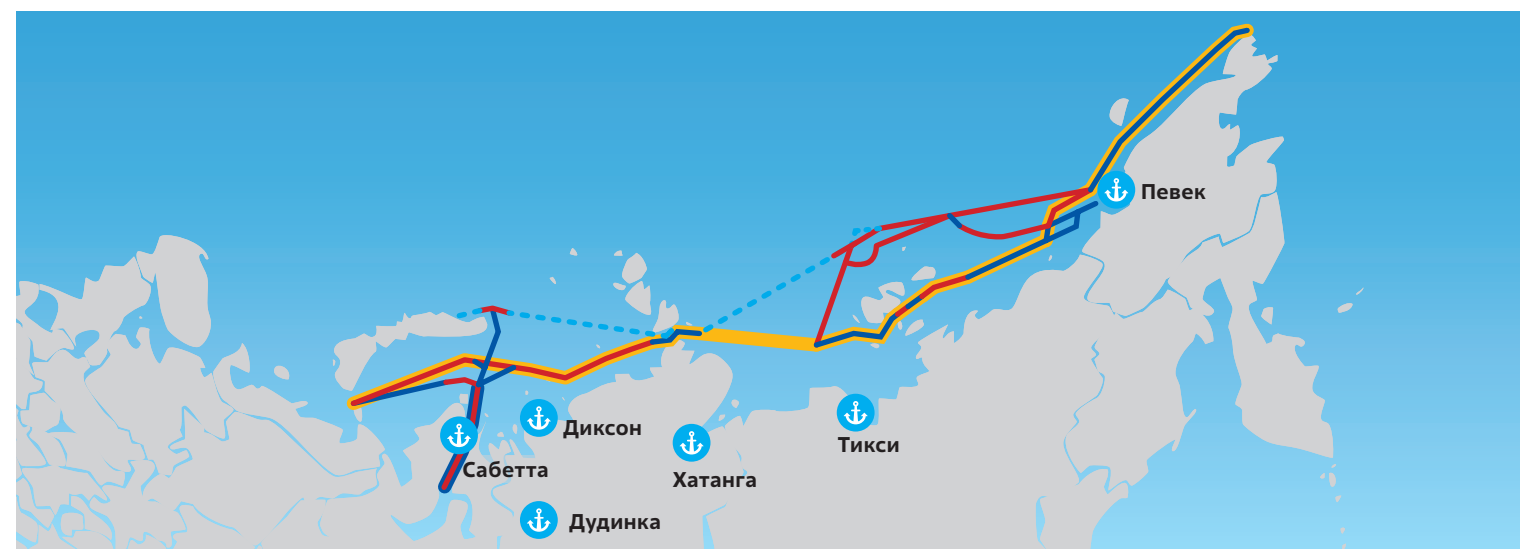 Певек
Диксон
Тикси
Сабетта
Хатанга
Дудинка